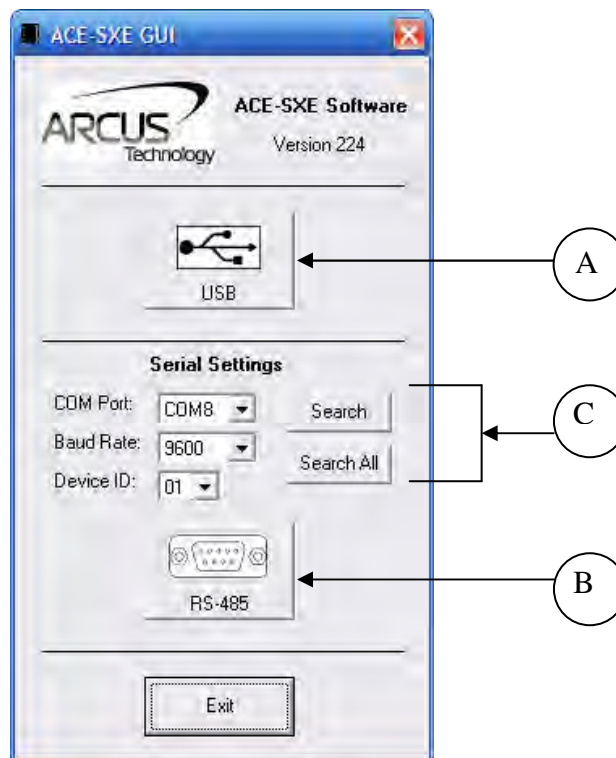 ACE-SXE GUI
ARCUS
Technology
ACE-SXE Software
Version 224
USB
A
Serial Settings
COM Port:
COM8
Search
Baud Rate:
9600
Search All
Device ID:
01
C
RS-485
B
Exit